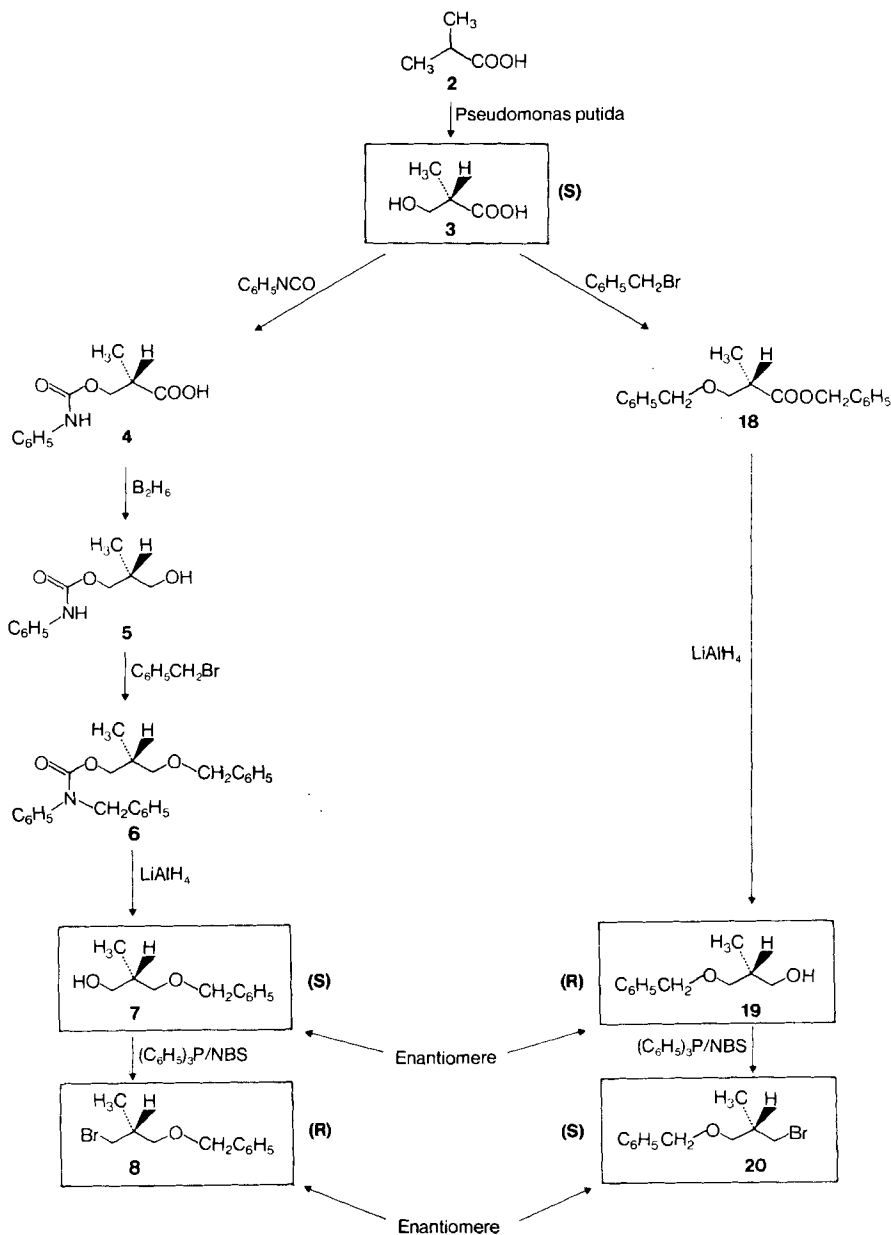 CH₃
CH₃ COOH
2
Pseudomonas putida
H₃C H
HO COOH
3
(S)
C₆H₅NCO
C₆H₅CH₂Br
H₃C H
O O COOH
NH
C₆H₅
4
H₃C H
C₆H₅CH₂ O COOCH₂C₆H₅
18
B₂H₆
H₃C H
O O OH
NH
C₆H₅
5
C₆H₅CH₂Br
LiAlH₄
H₃C H
O O O CH₂C₆H₅
C₆H₅ N CH₂C₆H₅
6
LiAlH₄
H₃C H
HO O CH₂C₆H₅
7
(S)
(R)
H₃C H
C₆H₅CH₂ O OH
19
Enantiomere
(C₆H₅)₃P/NBS
(C₆H₅)₃P/NBS
H₃C H
Br O CH₂C₆H₅
8
(R)
(S)
H₃C H
C₆H₅CH₂ O Br
20
Enantiomere